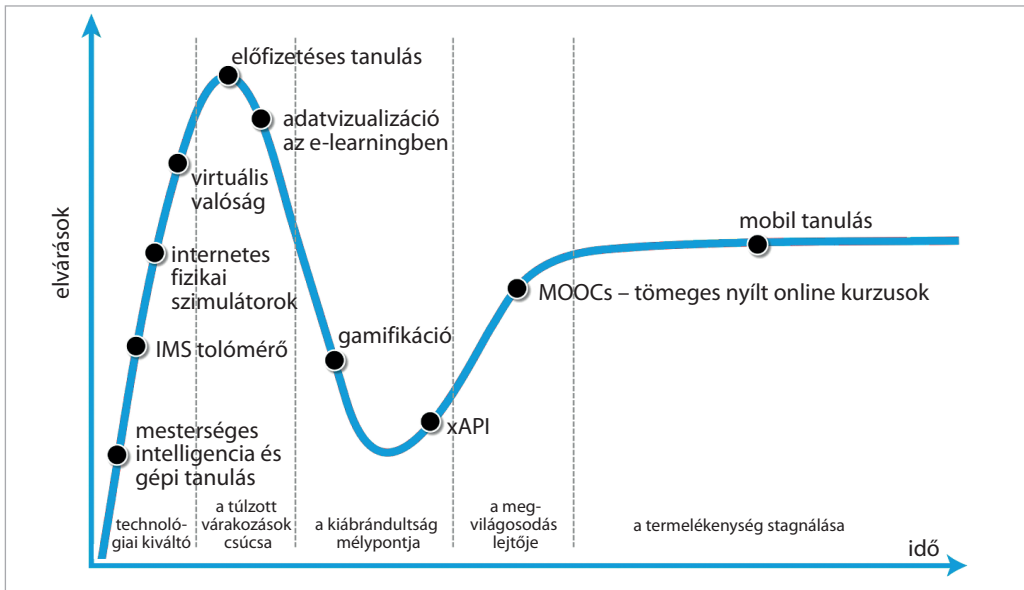 előfizetéses tanulás
adatvizualizáció
az e-learningben
virtuális
valóság
internetes
fizikai
szimulátorok
IMS tolómérő
mesterséges
intelligencia és
gépi tanulás
gamifikáció
xAPI
MOOCs – tömeges nyílt online kurzusok
mobil tanulás
elvárások
technoló-
giai kiváltó
a túlzott
várakozások
csúcsa
a kiábrándultság
mélypontja
a meg-
világosodás
lejtője
a termelékenység stagnálása
idő